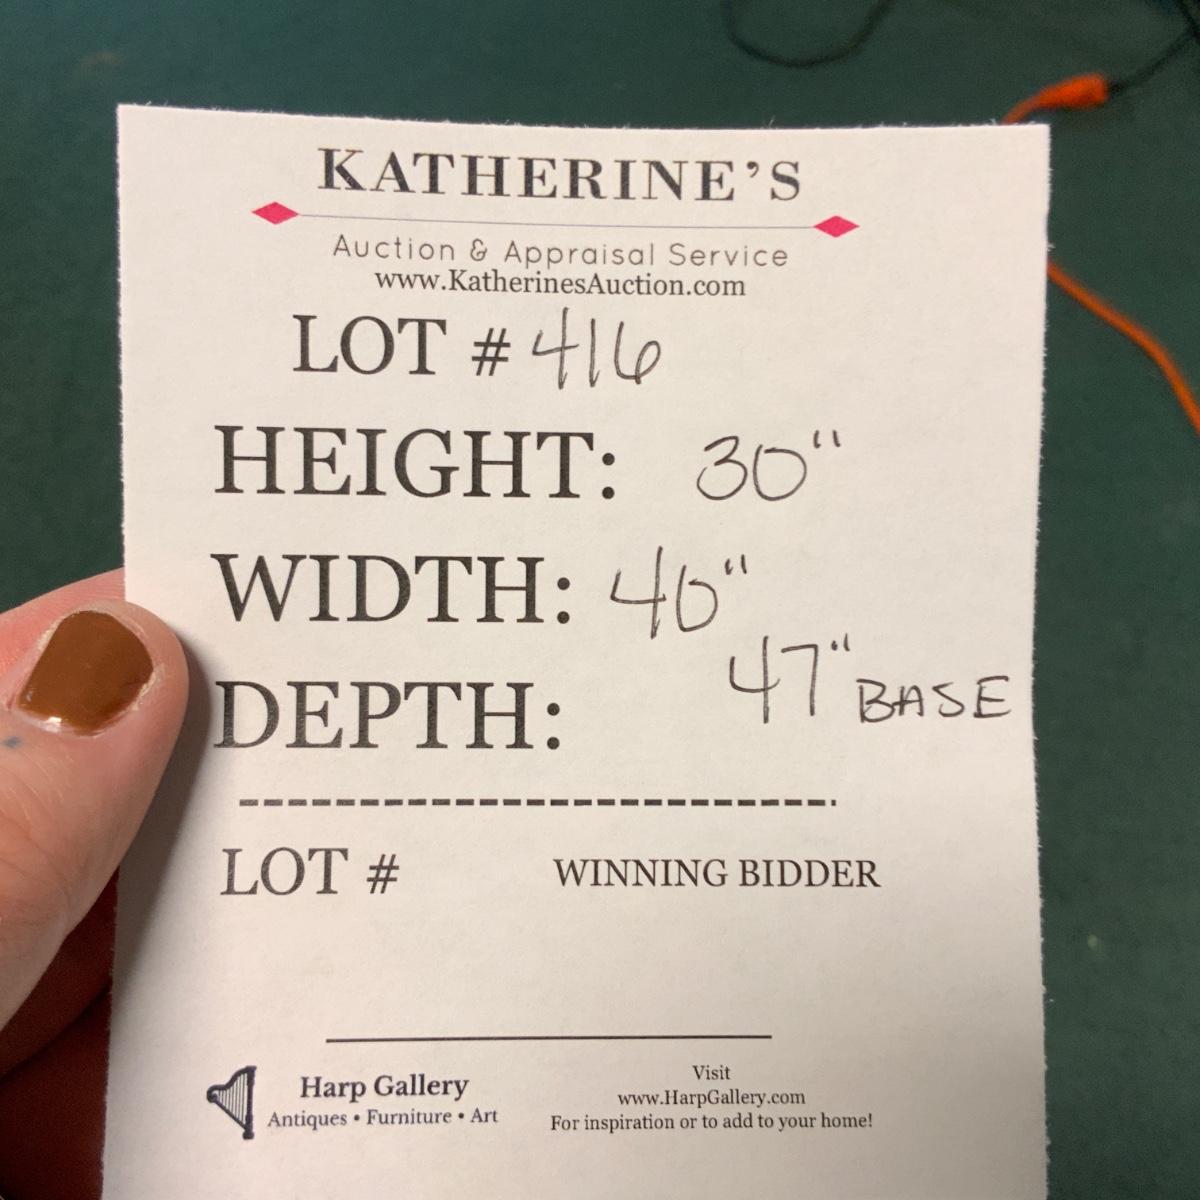 KATHERINE'S
Auction & Appraisal Service
www.KatherinesAuction.com
LOT # 416
HEIGHT: 30"
WIDTH: 40"
47" BASE
DEPTH:
LOT # WINNING BIDDER
Harp Gallery
Antiques • Furniture • Art
Visit
www.HarpGallery.com
For inspiration or to add to your home!